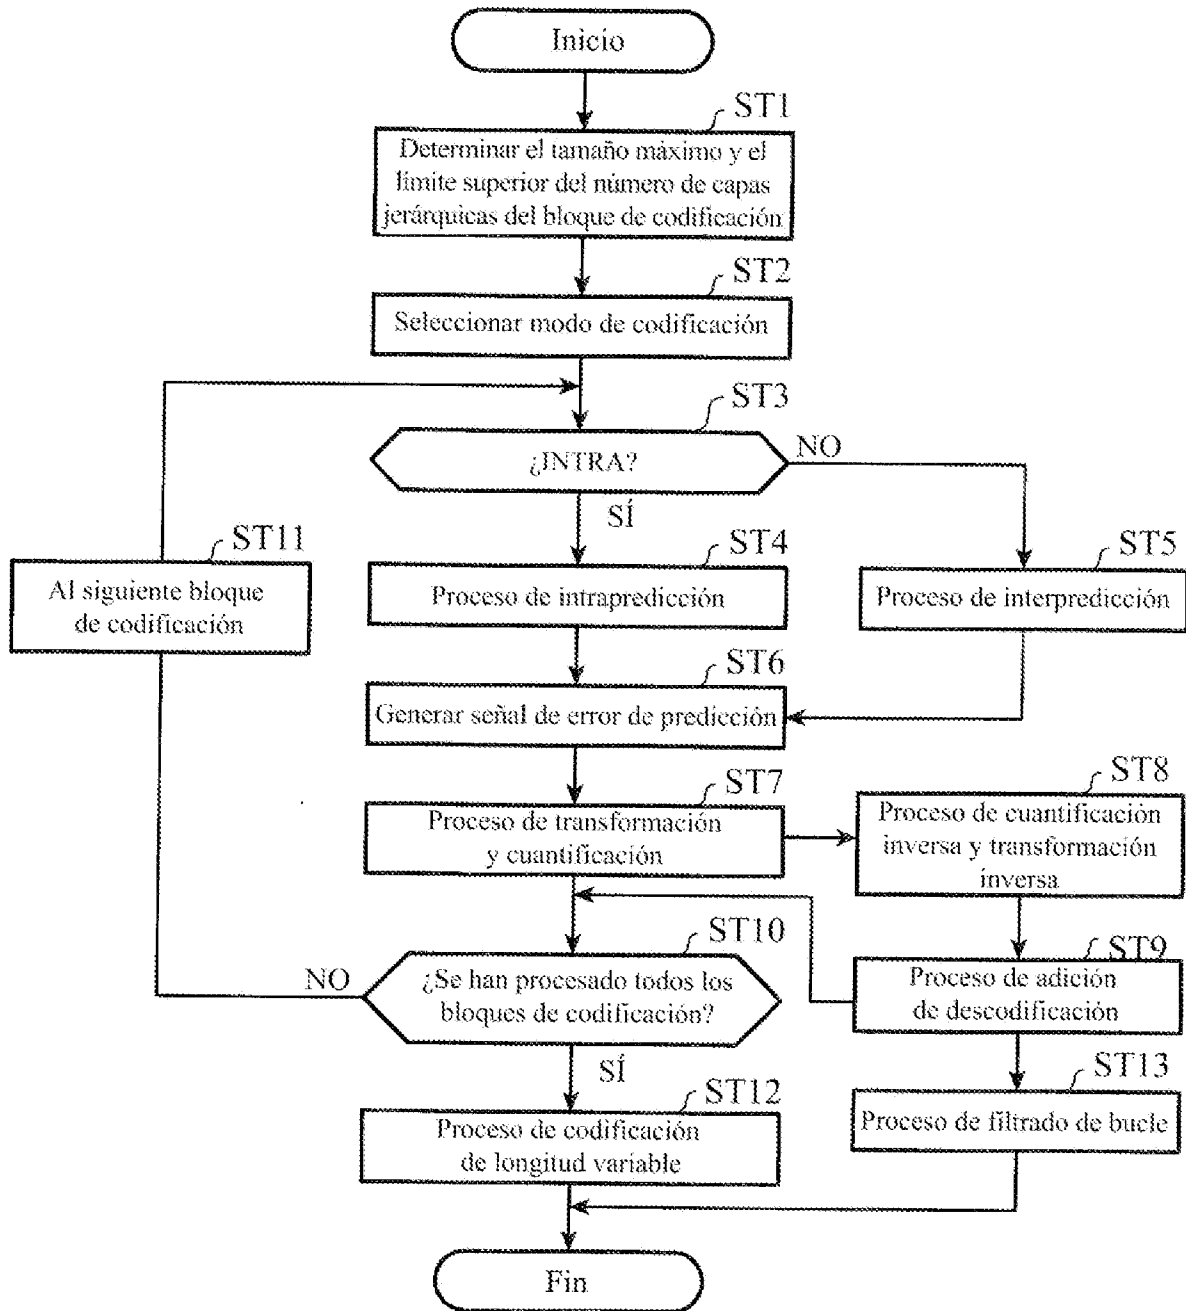 Inicio
ST1
Determinar el tamaño máximo y el
límite superior del número de capas
jerárquicas del bloque de codificación
ST2
Seleccionar modo de codificación
ST3
¿INTRA?
NO
SÍ
ST11
Al siguiente bloque
de codificación
ST4
Proceso de intrapredicción
ST5
Proceso de interpredicción
ST6
Generar señal de error de predicción
ST7
Proceso de transformación
y cuantificación
ST8
Proceso de cuantificación
inversa y transformación
inversa
ST10
¿Se han procesado todos los
bloques de codificación?
NO
SÍ
ST9
Proceso de adición
de descodificación
ST12
Proceso de codificación
de longitud variable
ST13
Proceso de filtrado de bucle
Fin